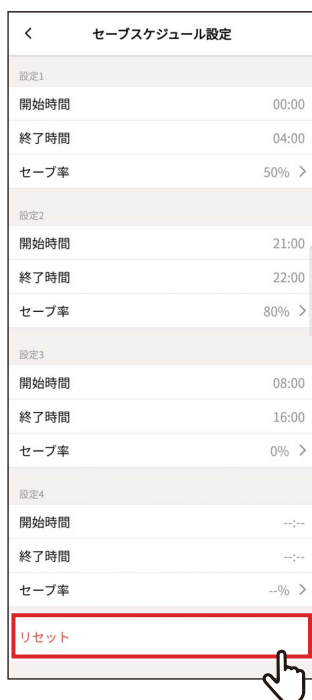 セーブスケジュール設定
設定1
開始時間 00:00
終了時間 04:00
セーブ率 50%
設定2
開始時間 21:00
終了時間 22:00
セーブ率 80%
設定3
開始時間 08:00
終了時間 16:00
セーブ率 0%
設定4
開始時間 --:--
終了時間 --:--
セーブ率 --%
リセット